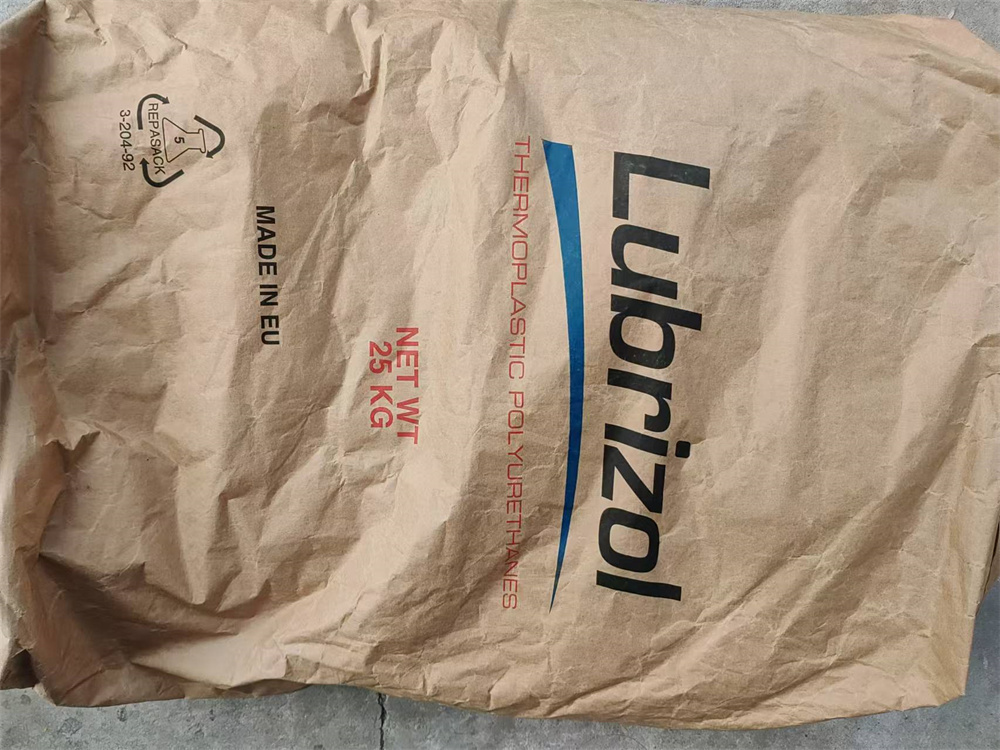 Lubrizol
THERMOPLASTIC POLYURETHANES
NET WT
25 KG
MADE IN EU
5
REPASACK
3-204-92